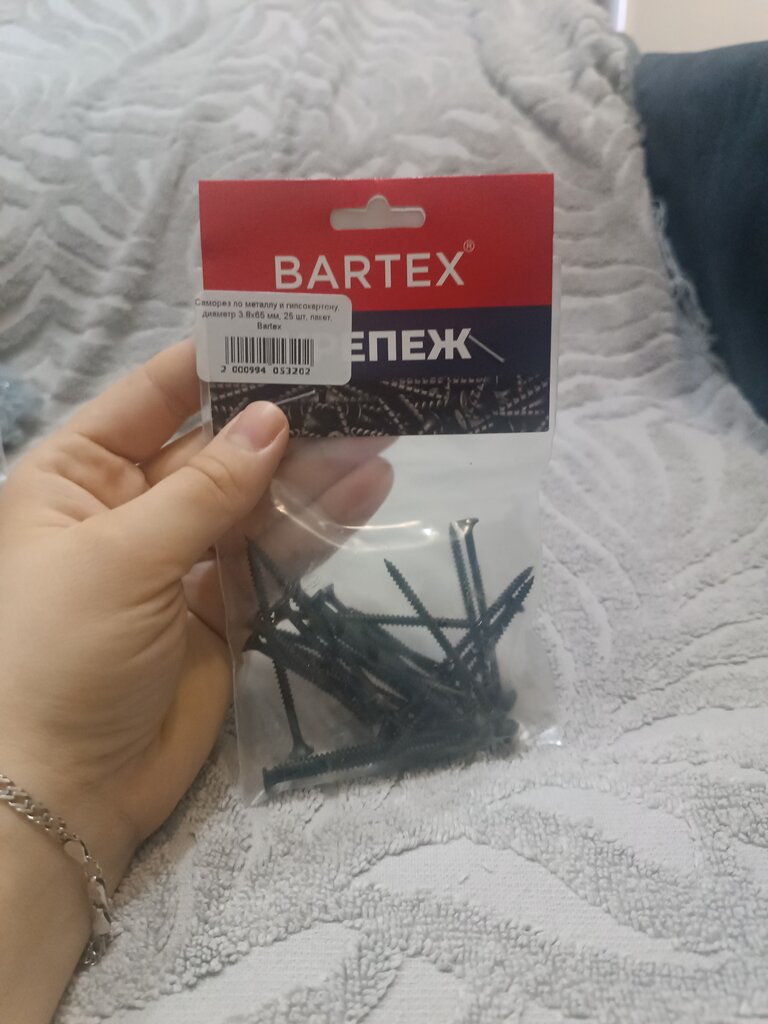 BARTEX®
Саморез по металлу и гипсокартону,
диаметр 3.8х65 мм, 25 шт, пакет,
Bartex
2 000994 053202
ЕПЕЖ